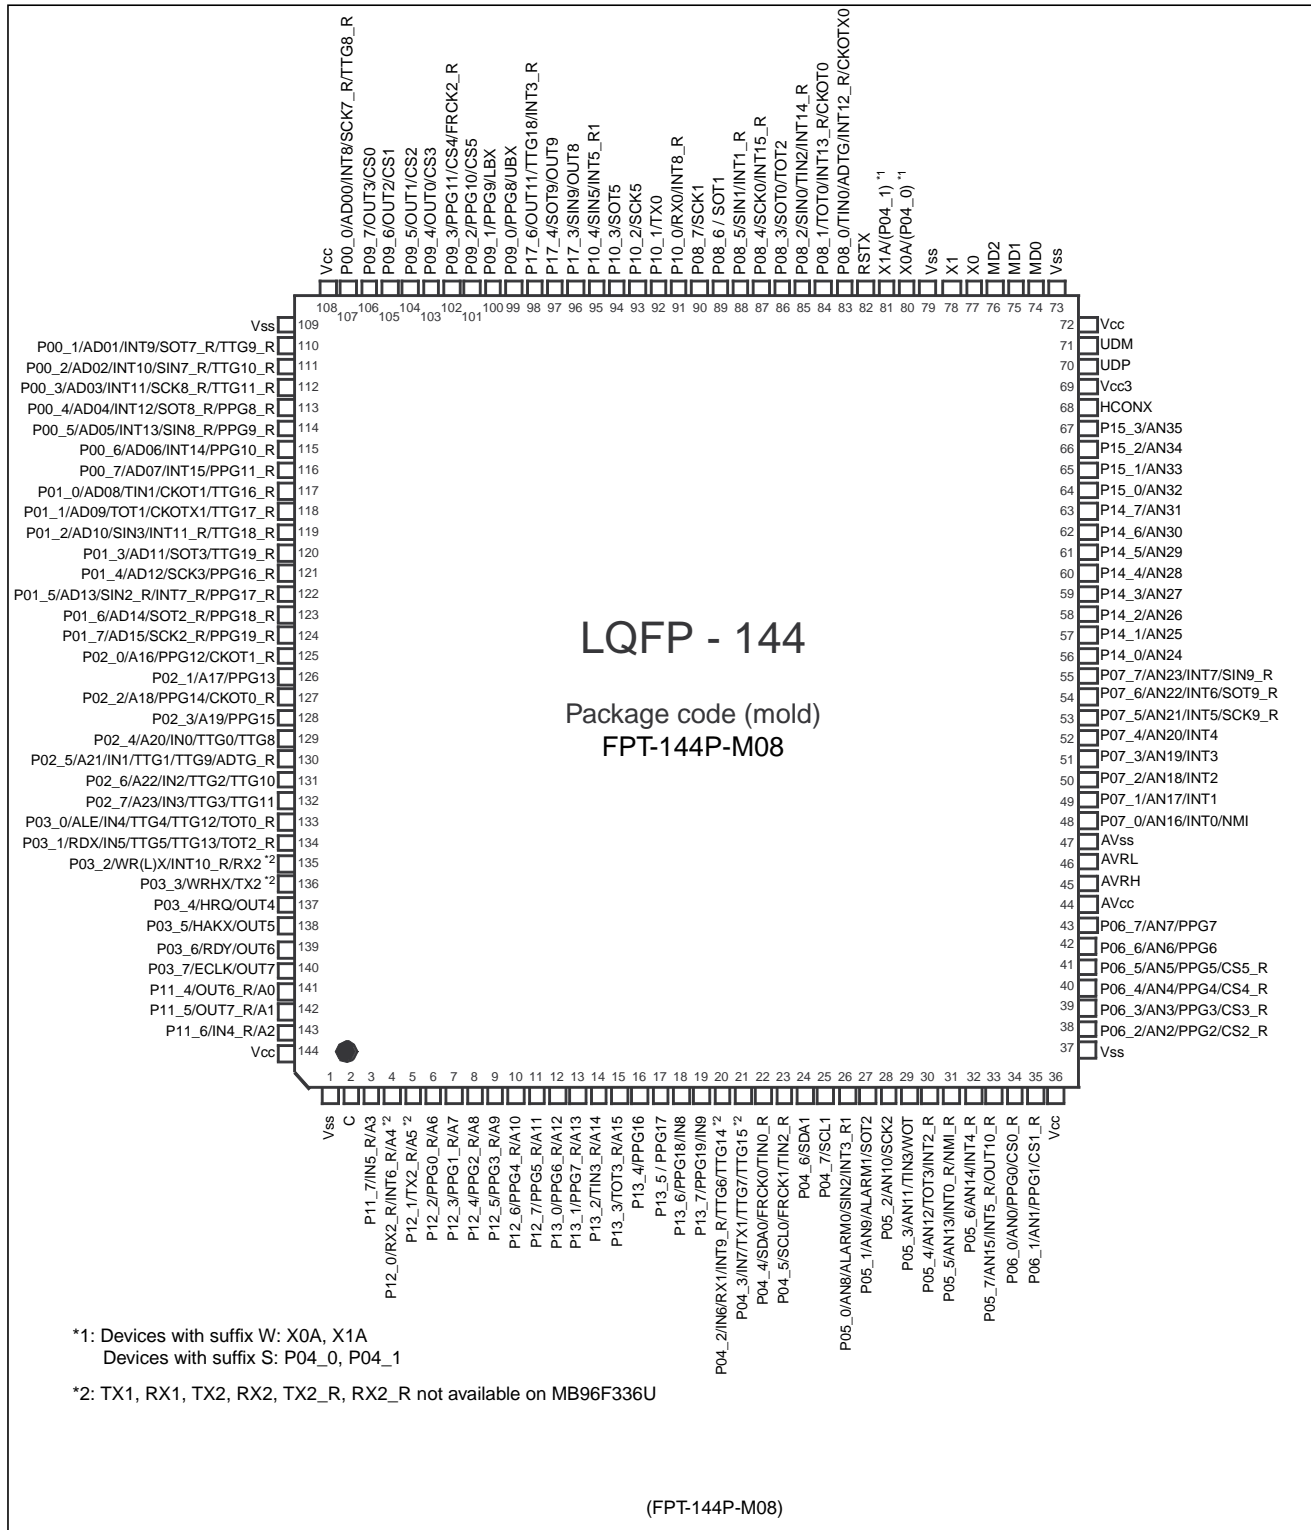 Vcc
P00_0/AD00/INT8/SCK7_R/TTG8_R
P09_7/OUT3/CS0
P09_6/OUT2/CS1
P09_5/OUT1/CS2
P09_4/OUT0/CS3
P09_3/PPG11/CS4/FRCK2_R
P09_2/PPG10/CS5
P09_1/PPG9/LBX
P09_0/PPG8/UBX
P17_6/OUT11/TTG18/INT3_R
P17_4/SOT9/OUT9
P17_3/SIN9/OUT8
P10_4/SIN5/INT5_R1
P10_3/SOT5
P10_2/SCK5
P10_1/TX0
P10_0/RX0/INT8_R
P08_7/SCK1
P08_6 / SOT1
P08_5/SIN1/INT1_R
P08_4/SCK0/INT15_R
P08_3/SOT0/TOT2
P08_2/SIN0/TIN2/INT14_R
P08_1/TOT0/INT13_R/CKOT0
P08_0/TIN0/ADTG/INT12_R/CKOTX0
RSTX
X1A/(P04_1) *1
X0A/(P04_0) *1
Vss
X1
X0
MD2
MD1
MD0
Vss
108 107 106 105 104 103 102 101 100 99 98 97 96 95 94 93 92 91 90 89 88 87 86 85 84 83 82 81 80 79 78 77 76 75 74 73
Vss 109
P00_1/AD01/INT9/SOT7_R/TTG9_R 110
P00_2/AD02/INT10/SIN7_R/TTG10_R 111
P00_3/AD03/INT11/SCK8_R/TTG11_R 112
P00_4/AD04/INT12/SOT8_R/PPG8_R 113
P00_5/AD05/INT13/SIN8_R/PPG9_R 114
P00_6/AD06/INT14/PPG10_R 115
P00_7/AD07/INT15/PPG11_R 116
P01_0/AD08/TIN1/CKOT1/TTG16_R 117
P01_1/AD09/TOT1/CKOTX1/TTG17_R 118
P01_2/AD10/SIN3/INT11_R/TTG18_R 119
P01_3/AD11/SOT3/TTG19_R 120
P01_4/AD12/SCK3/PPG16_R 121
P01_5/AD13/SIN2_R/INT7_R/PPG17_R 122
P01_6/AD14/SOT2_R/PPG18_R 123
P01_7/AD15/SCK2_R/PPG19_R 124
P02_0/A16/PPG12/CKOT1_R 125
P02_1/A17/PPG13 126
P02_2/A18/PPG14/CKOT0_R 127
P02_3/A19/PPG15 128
P02_4/A20/IN0/TTG0/TTG8 129
P02_5/A21/IN1/TTG1/TTG9/ADTG_R 130
P02_6/A22/IN2/TTG2/TTG10 131
P02_7/A23/IN3/TTG3/TTG11 132
P03_0/ALE/IN4/TTG4/TTG12/TOT0_R 133
P03_1/RDX/IN5/TTG5/TTG13/TOT2_R 134
P03_2/WR(L)X/INT10_R/RX2 *2 135
P03_3/WRHX/TX2 *2 136
P03_4/HRQ/OUT4 137
P03_5/HAKX/OUT5 138
P03_6/RDY/OUT6 139
P03_7/ECLK/OUT7 140
P11_4/OUT6_R/A0 141
P11_5/OUT7_R/A1 142
P11_6/IN4_R/A2 143
Vcc 144
LQFP - 144
Package code (mold)
FPT-144P-M08
72 Vcc
71 UDM
70 UDP
69 Vcc3
68 HCONX
67 P15_3/AN35
66 P15_2/AN34
65 P15_1/AN33
64 P15_0/AN32
63 P14_7/AN31
62 P14_6/AN30
61 P14_5/AN29
60 P14_4/AN28
59 P14_3/AN27
58 P14_2/AN26
57 P14_1/AN25
56 P14_0/AN24
55 P07_7/AN23/INT7/SIN9_R
54 P07_6/AN22/INT6/SOT9_R
53 P07_5/AN21/INT5/SCK9_R
52 P07_4/AN20/INT4
51 P07_3/AN19/INT3
50 P07_2/AN18/INT2
49 P07_1/AN17/INT1
48 P07_0/AN16/INT0/NMI
47 AVss
46 AVRL
45 AVRH
44 AVcc
43 P06_7/AN7/PPG7
42 P06_6/AN6/PPG6
41 P06_5/AN5/PPG5/CS5_R
40 P06_4/AN4/PPG4/CS4_R
39 P06_3/AN3/PPG3/CS3_R
38 P06_2/AN2/PPG2/CS2_R
37 Vss
1 2 3 4 5 6 7 8 9 10 11 12 13 14 15 16 17 18 19 20 21 22 23 24 25 26 27 28 29 30 31 32 33 34 35 36
Vss
C
P11_7/IN5_R/A3
P12_0/RX2_R/INT6_R/A4 *2
P12_1/TX2_R/A5 *2
P12_2/PPG0_R/A6
P12_3/PPG1_R/A7
P12_4/PPG2_R/A8
P12_5/PPG3_R/A9
P12_6/PPG4_R/A10
P12_7/PPG5_R/A11
P13_0/PPG6_R/A12
P13_1/PPG7_R/A13
P13_2/TIN3_R/A14
P13_3/TOT3_R/A15
P13_4/PPG16
P13_5 / PPG17
P13_6/PPG18/IN8
P13_7/PPG19/IN9
P04_2/IN6/RX1/INT9_R/TTG6/TTG14 *2
P04_3/IN7/TX1/TTG7/TTG15 *2
P04_4/SDA0/FRCK0/TIN0_R
P04_5/SCL0/FRCK1/TIN2_R
P04_6/SDA1
P04_7/SCL1
P05_0/AN8/ALARM0/SIN2/INT3_R1
P05_1/AN9/ALARM1/SOT2
P05_2/AN10/SCK2
P05_3/AN11/TIN3/WOT
P05_4/AN12/TOT3/INT2_R
P05_5/AN13/INT0_R/NMI_R
P05_6/AN14/INT4_R
P05_7/AN15/INT5_R/OUT10_R
P06_0/AN0/PPG0/CS0_R
P06_1/AN1/PPG1/CS1_R
Vcc
*1: Devices with suffix W: X0A, X1A
Devices with suffix S: P04_0, P04_1
*2: TX1, RX1, TX2, RX2, TX2_R, RX2_R not available on MB96F336U
(FPT-144P-M08)